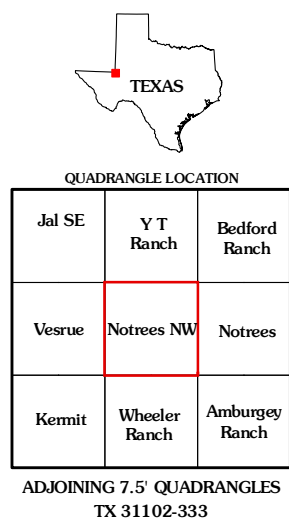 TEXAS
QUADRANGLE LOCATION
Jal SE
Y T
Ranch
Bedford
Ranch
Vesrue
Notrees NW
Notrees
Kermit
Wheeler
Ranch
Amburgey
Ranch
ADJOINING 7.5' QUADRANGLES
TX 31102-333